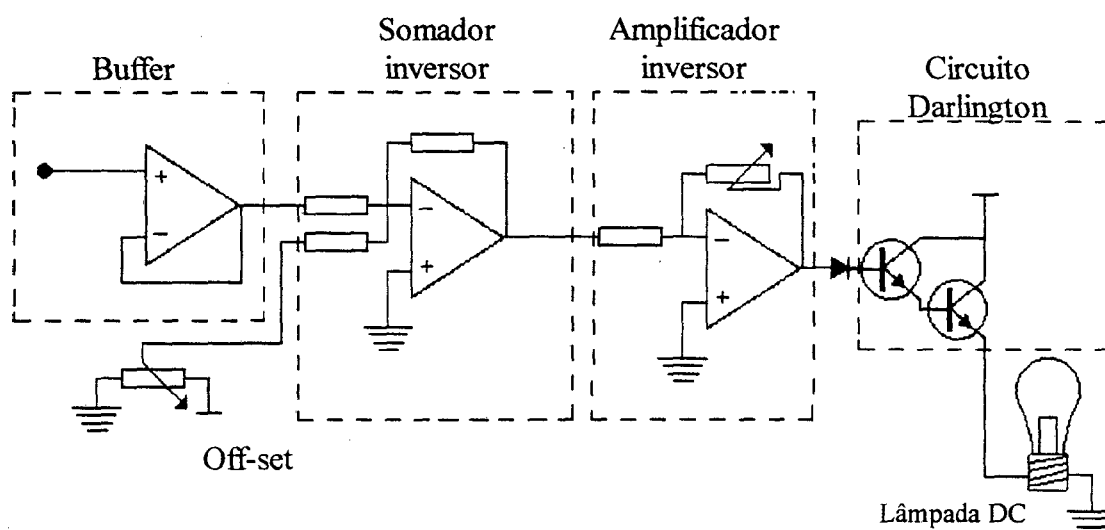 Buffer
Somador
inversor
Amplificador
inversor
Circuito
Darlington
+
−
−
+
−
+
Off-set
Lâmpada DC